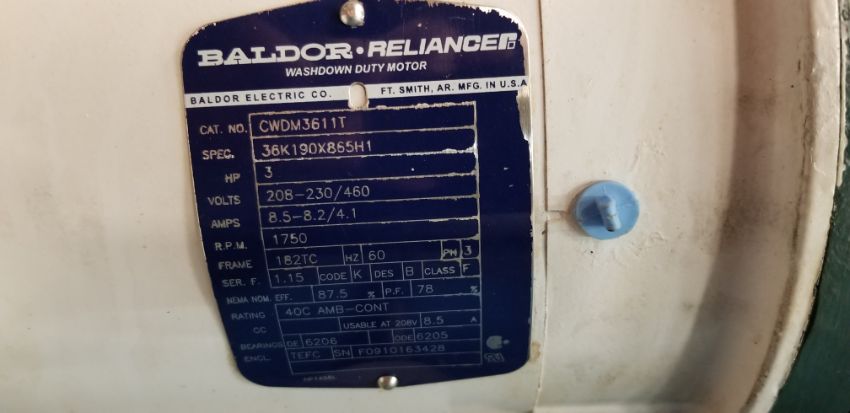 BALDOR • RELIANCE
WASHDOWN DUTY MOTOR
BALDOR ELECTRIC CO. FT. SMITH, AR. MFG. IN U.S.A
CAT. NO. CWDM3611T
SPEC. 36K190X865H1
HP 3
VOLTS 208-230/460
AMPS 8.5-8.2/4.1
R.P.M. 1750
FRAME 182TC HZ 60 PH 3
SER. F. 1.15 CODE K DES B CLASS F
NEMA NOM. EFF. 87.5 % P.F. 78 %
RATING 40C AMB-CONT
CC USABLE AT 208V 8.5 A
BEARINGS DE 6206 ODE 6205
ENCL. TEFC SN F0910163428